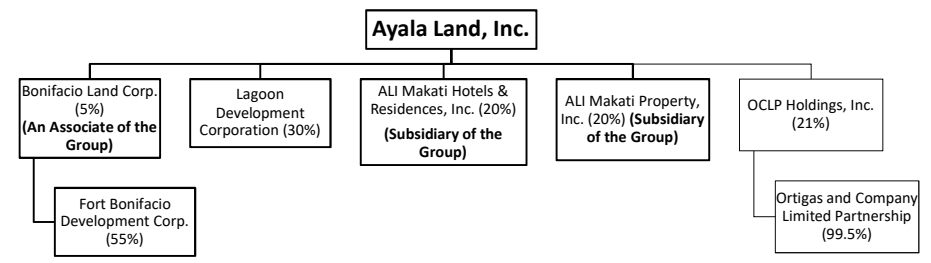 Ayala Land, Inc.
Bonifacio Land Corp.
(5%)
(An Associate of the
Group)
Lagoon
Development
Corporation (30%)
ALI Makati Hotels &
Residences, Inc. (20%)
(Subsidiary of the
Group)
ALI Makati Property,
Inc. (20%) (Subsidiary
of the Group)
OCLP Holdings, Inc.
(21%)
Fort Bonifacio
Development Corp.
(55%)
Ortigas and Company
Limited Partnership
(99.5%)